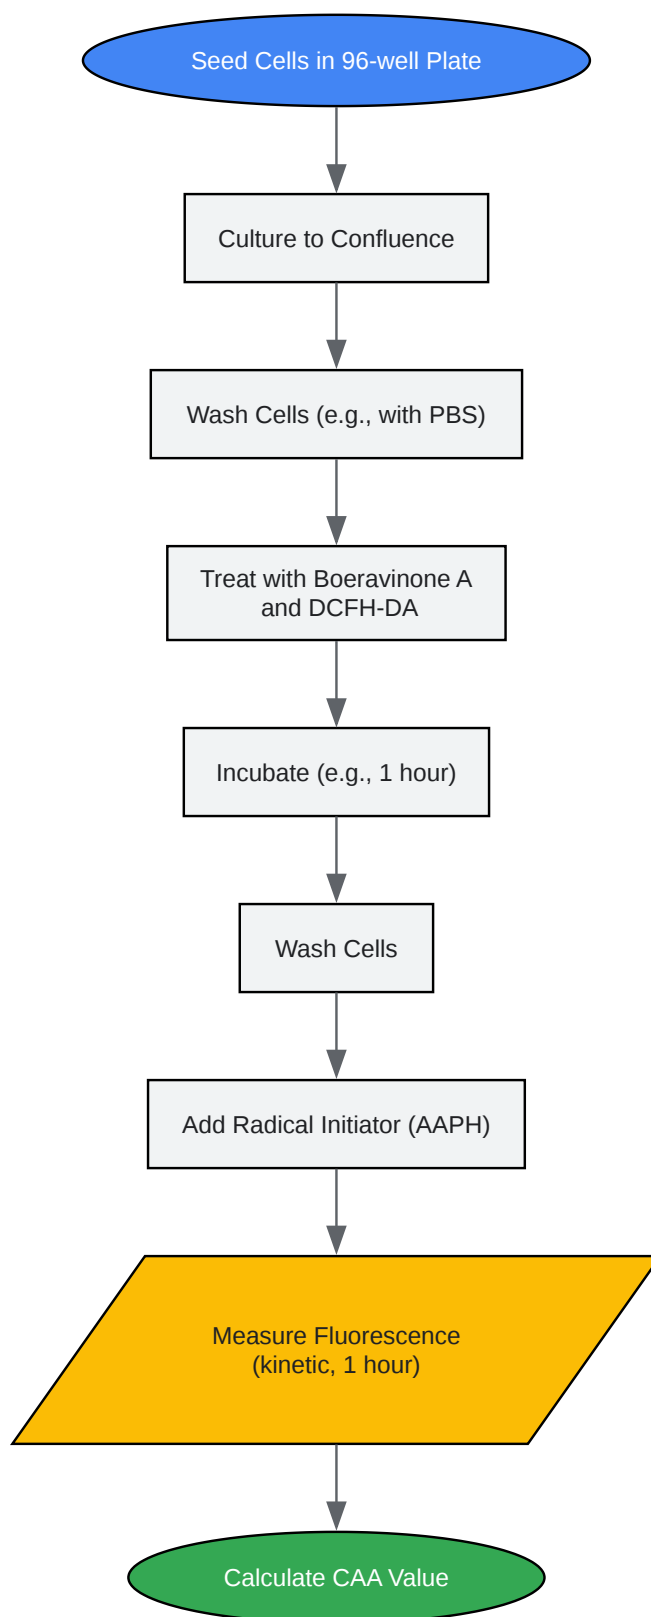 Seed Cells in 96-well Plate
Culture to Confluence
Wash Cells (e.g., with PBS)
Treat with Boeravinone A
and DCFH-DA
Incubate (e.g., 1 hour)
Wash Cells
Add Radical Initiator (AAPH)
Measure Fluorescence
(kinetic, 1 hour)
Calculate CAA Value